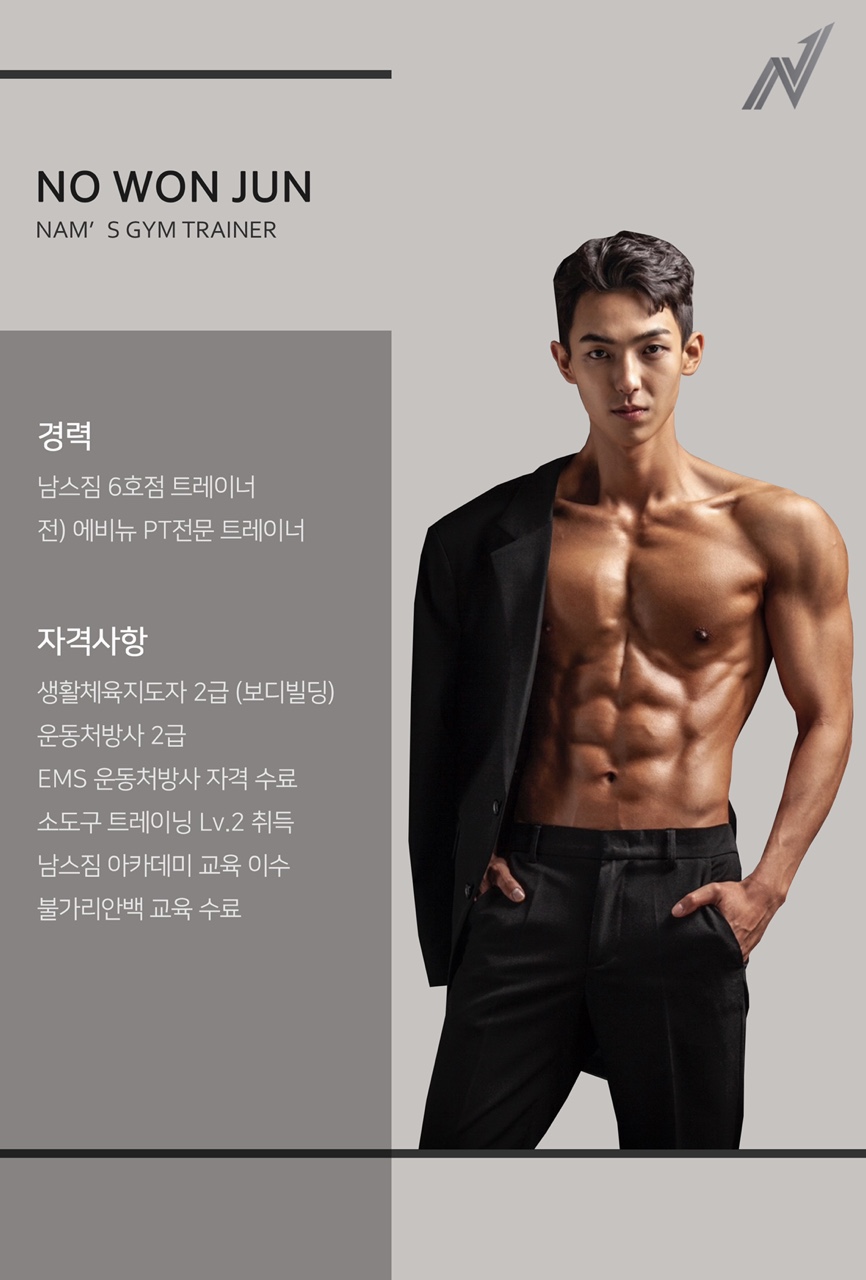 NO WON JUN
NAM’ S GYM TRAINER
경력
남스짐 6호점 트레이너
전) 에비뉴 PT전문 트레이너
자격사항
생활체육지도자 2급 (보디빌딩)
운동처방사 2급
EMS 운동처방사 자격 수료
소도구 트레이닝 Lv.2 취득
남스짐 아카데미 교육 이수
불가리안백 교육 수료